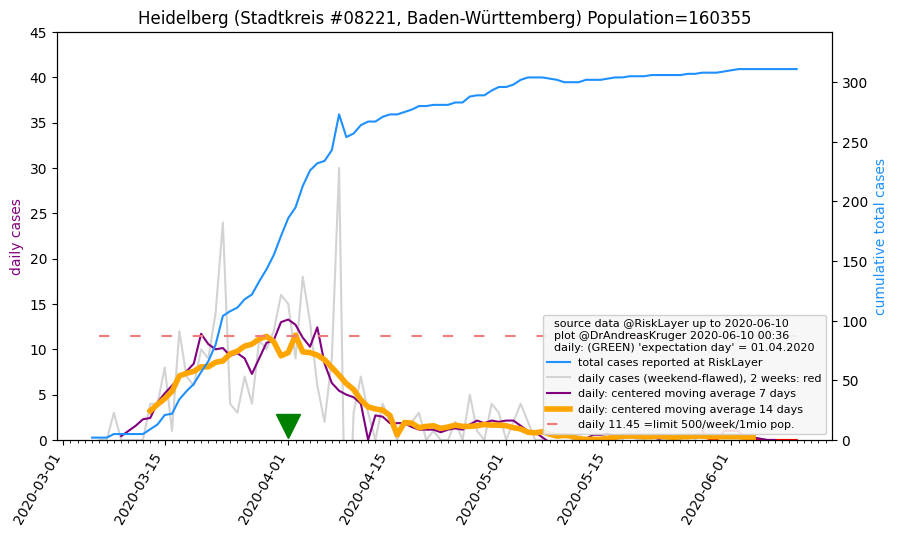 Heidelberg (Stadtkreis #08221, Baden-Württemberg) Population=160355
daily cases
45
40
35
30
25
20
15
10
5
0
300
250
200
150
100
50
0
cumulative total cases
source data @RiskLayer up to 2020-06-10
plot @DrAndreasKruger 2020-06-10 00:36
daily: (GREEN) 'expectation day' = 01.04.2020
total cases reported at RiskLayer
daily cases (weekend-flawed), 2 weeks: red
daily: centered moving average 7 days
daily: centered moving average 14 days
daily 11.45 =limit 500/week/1mio pop.
2020-03-01
2020-03-15
2020-04-01
2020-04-15
2020-05-01
2020-05-15
2020-06-01